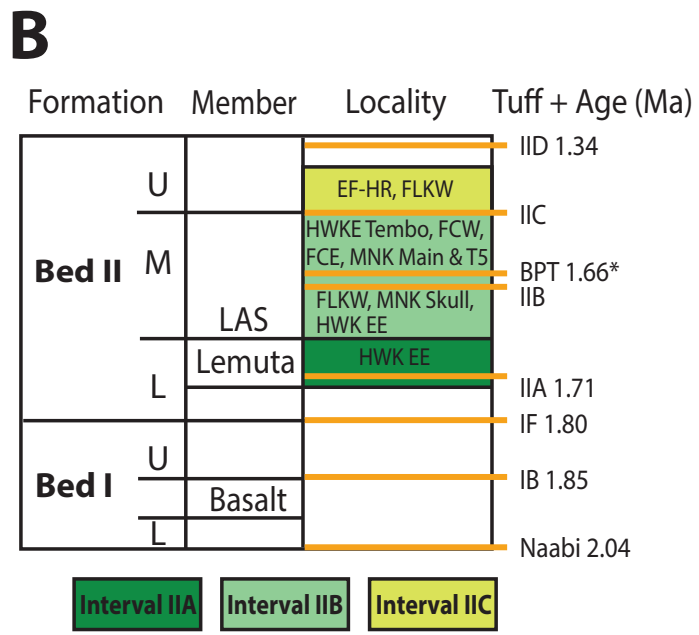 B
Formation Member Locality Tuff + Age (Ma)
IID 1.34
U
EF-HR, FLKW
IIC
HWKE Tembo, FCW,
FCE, MNK Main & T5
Bed II M
BPT 1.66*
IIB
FLKW, MNK Skull,
HWK EE
LAS
Lemuta
HWK EE
L
IIA 1.71
IF 1.80
U
Bed I
IB 1.85
Basalt
L
Naabi 2.04
Interval IIA Interval IIB Interval IIC